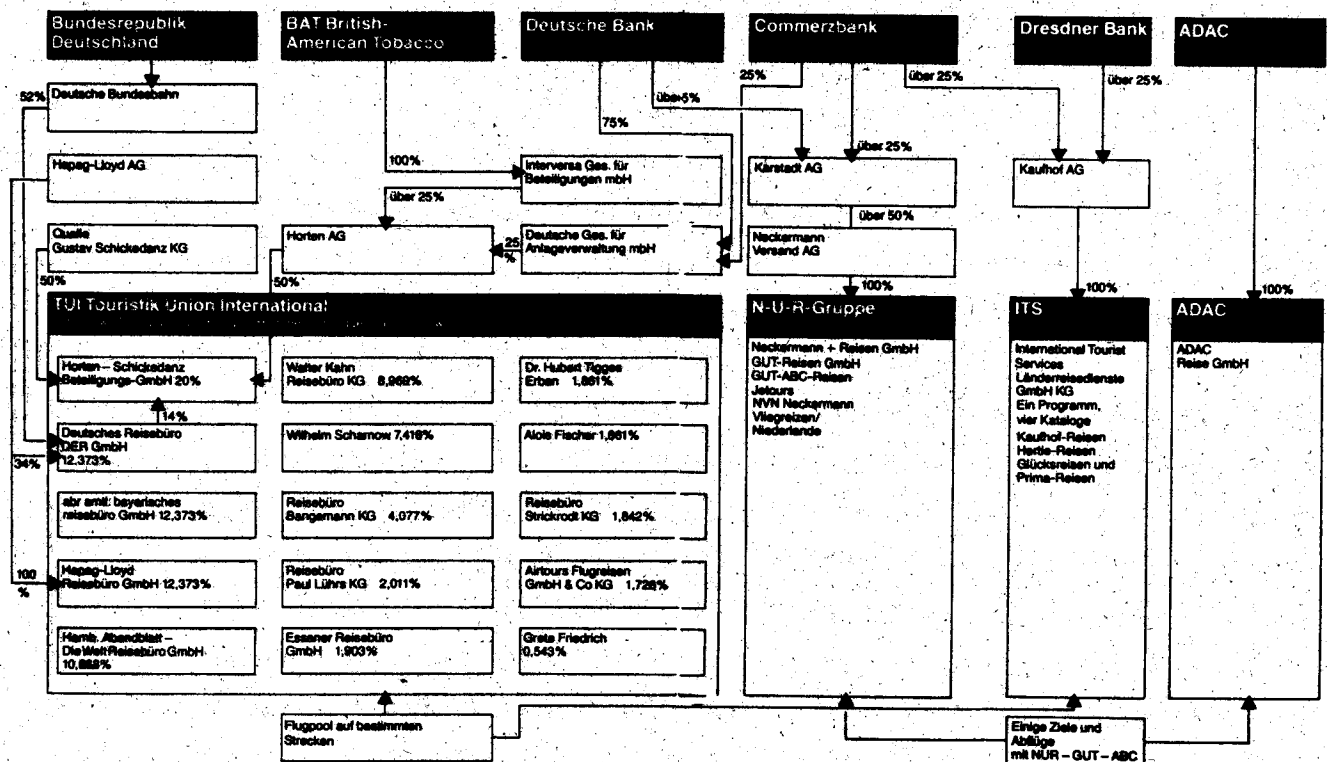 Bundesrepublik
Deutschland
BAT British-
American Tobacco
Deutsche Bank
Commerzbank
Dresdner Bank
ADAC
52%
Deutsche Bundesbahn
über 5%
75%
25%
über 25%
über 25%
Hapag-Lloyd AG
100%
Interversa Ges. für
Beteiligungen mbH
über 25%
Karstadt AG
Kaufhof AG
über 25%
über 50%
Quelle
Gustav Schickedanz KG
Horten AG
25
%
Deutsche Ges. für
Anlageverwaltung mbH
Neckermann
Versand AG
50%
50%
100%
100%
100%
TUI Touristik Union International
Horten – Schickedanz
Beteiligungs-GmbH 20%
Walter Kahn
Reisebüro KG 8,969%
Dr. Hubert Tigges
Erben 1,861%
14%
Deutsches Reisebüro
DER GmbH
12,373%
34%
Wilhelm Scharnow 7,416%
Alois Fischer 1,861%
abr amtl. bayerisches
reisebüro GmbH 12,373%
Reisebüro
Bangemann KG 4,077%
Reisebüro
Strickrodt KG 1,842%
100
%
Hapag-Lloyd
Reisebüro GmbH 12,373%
Reisebüro
Paul Lührs KG 2,011%
Airtours Flugreisen
GmbH & Co KG 1,728%
Hamb. Abendblatt –
Die Welt Reisebüro GmbH
Essener Reisebüro
GmbH 1,903%
Grete Friedrich
0,543%
N-U-R-Gruppe
Neckermann + Reisen GmbH
GUT-Reisen GmbH
GUT-ABC-Reisen
Jetours
NVN Neckermann
Vliegreizen/
Niederlande
ITS
International Tourist
Services
Länderreisedienste
GmbH KG
Ein Programm,
vier Kataloge
Kaufhof-Reisen
Hertie-Reisen
Glücksreisen und
Prima-Reisen
ADAC
ADAC
Reise GmbH
Flugpool auf bestimmten
Strecken
Einige Ziele und
Abflüge
mit NUR – GUT – ABC